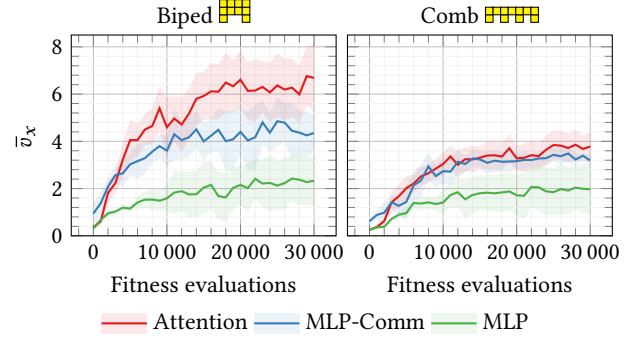 Biped Comb
8
6
4
2
0
v̄x
0 10 000 20 000 30 000 0 10 000 20 000 30 000
Fitness evaluations Fitness evaluations
Attention MLP-Comm MLP